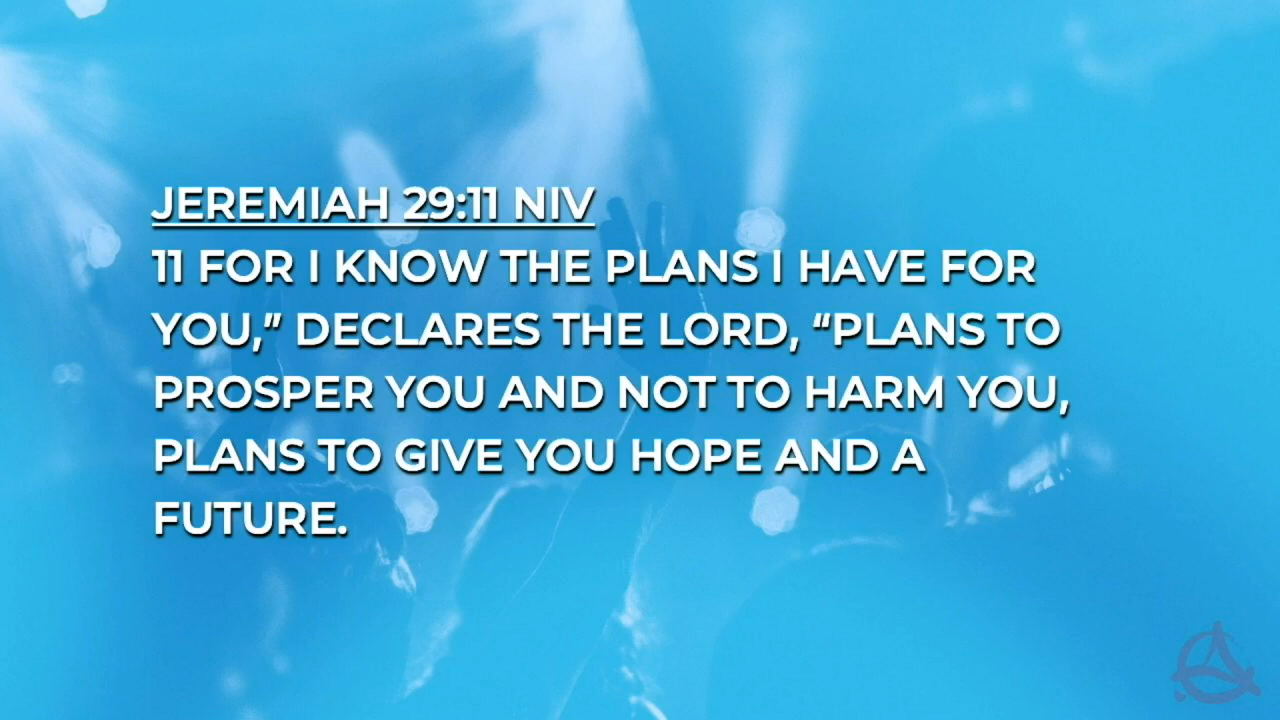 JEREMIAH 29:11 NIV
11 FOR I KNOW THE PLANS I HAVE FOR
YOU,” DECLARES THE LORD, “PLANS TO
PROSPER YOU AND NOT TO HARM YOU,
PLANS TO GIVE YOU HOPE AND A
FUTURE.